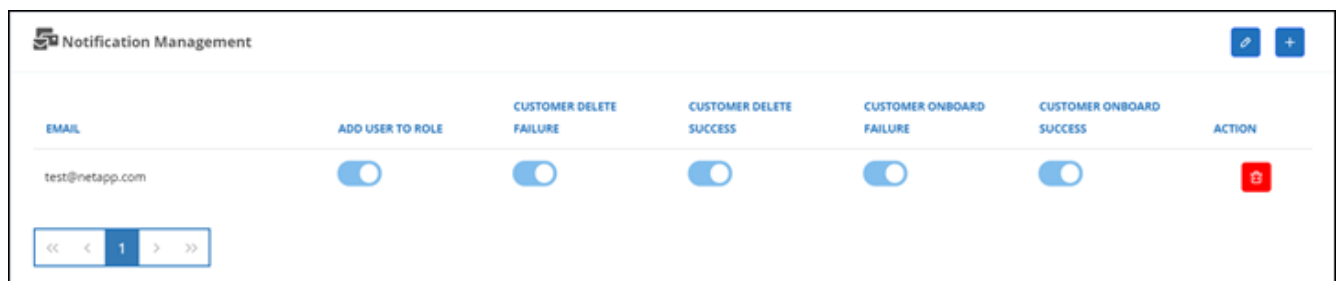 Notification Management
CUSTOMER DELETE CUSTOMER DELETE CUSTOMER ONBOARD CUSTOMER ONBOARD
EMAIL ADD USER TO ROLE FAILURE SUCCESS FAILURE SUCCESS ACTION
test@netapp.com
<< < 1 > >>